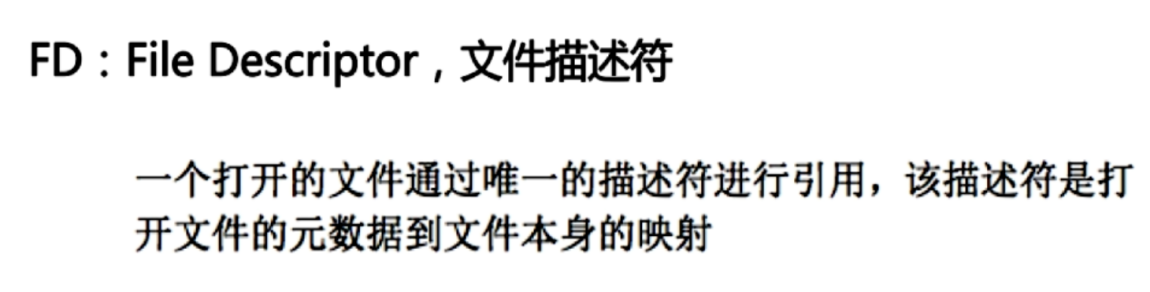 FD：File Descriptor，文件描述符
一个打开的文件通过唯一的描述符进行引用，该描述符是打
开文件的元数据到文件本身的映射